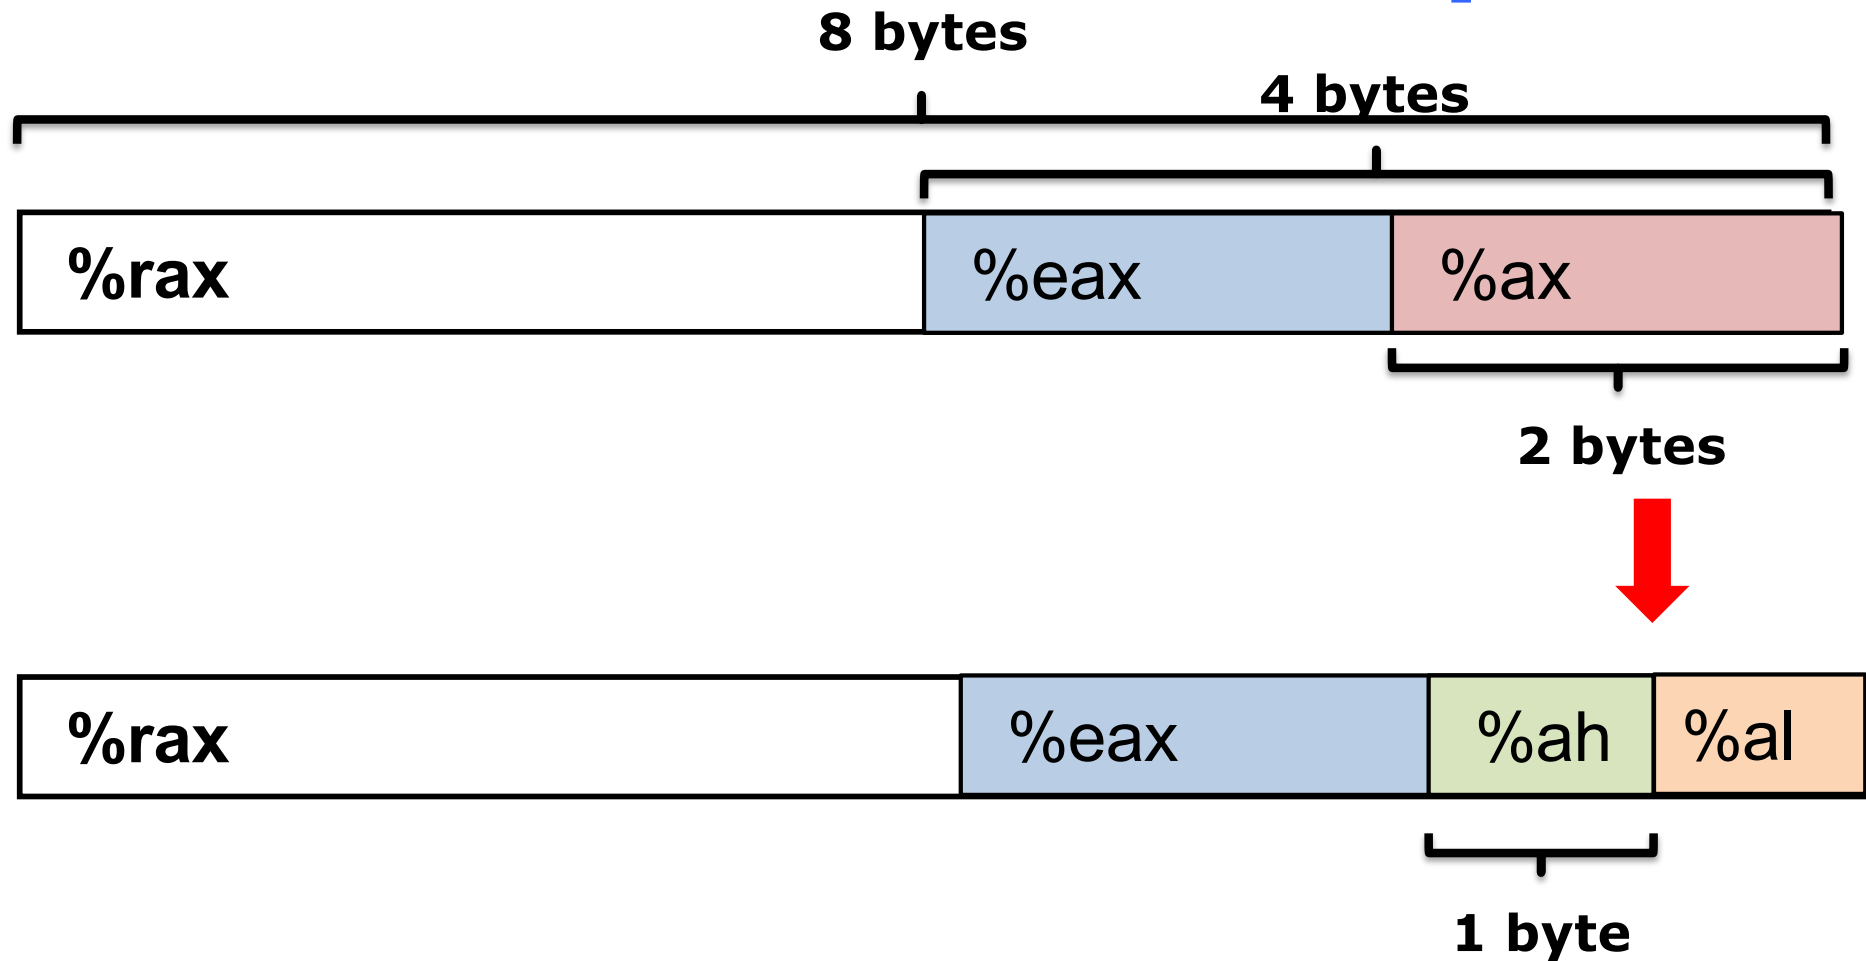 8 bytes
4 bytes
%rax %eax %ax
2 bytes
%rax %eax %ah %al
1 byte